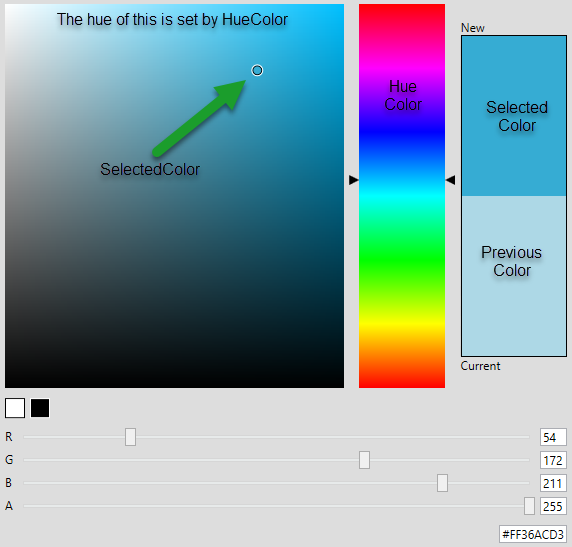 The hue of this is set by HueColor
SelectedColor
Hue
Color
New
Selected
Color
Previous
Color
Current
R 54
G 172
B 211
A 255
#FF36ACD3